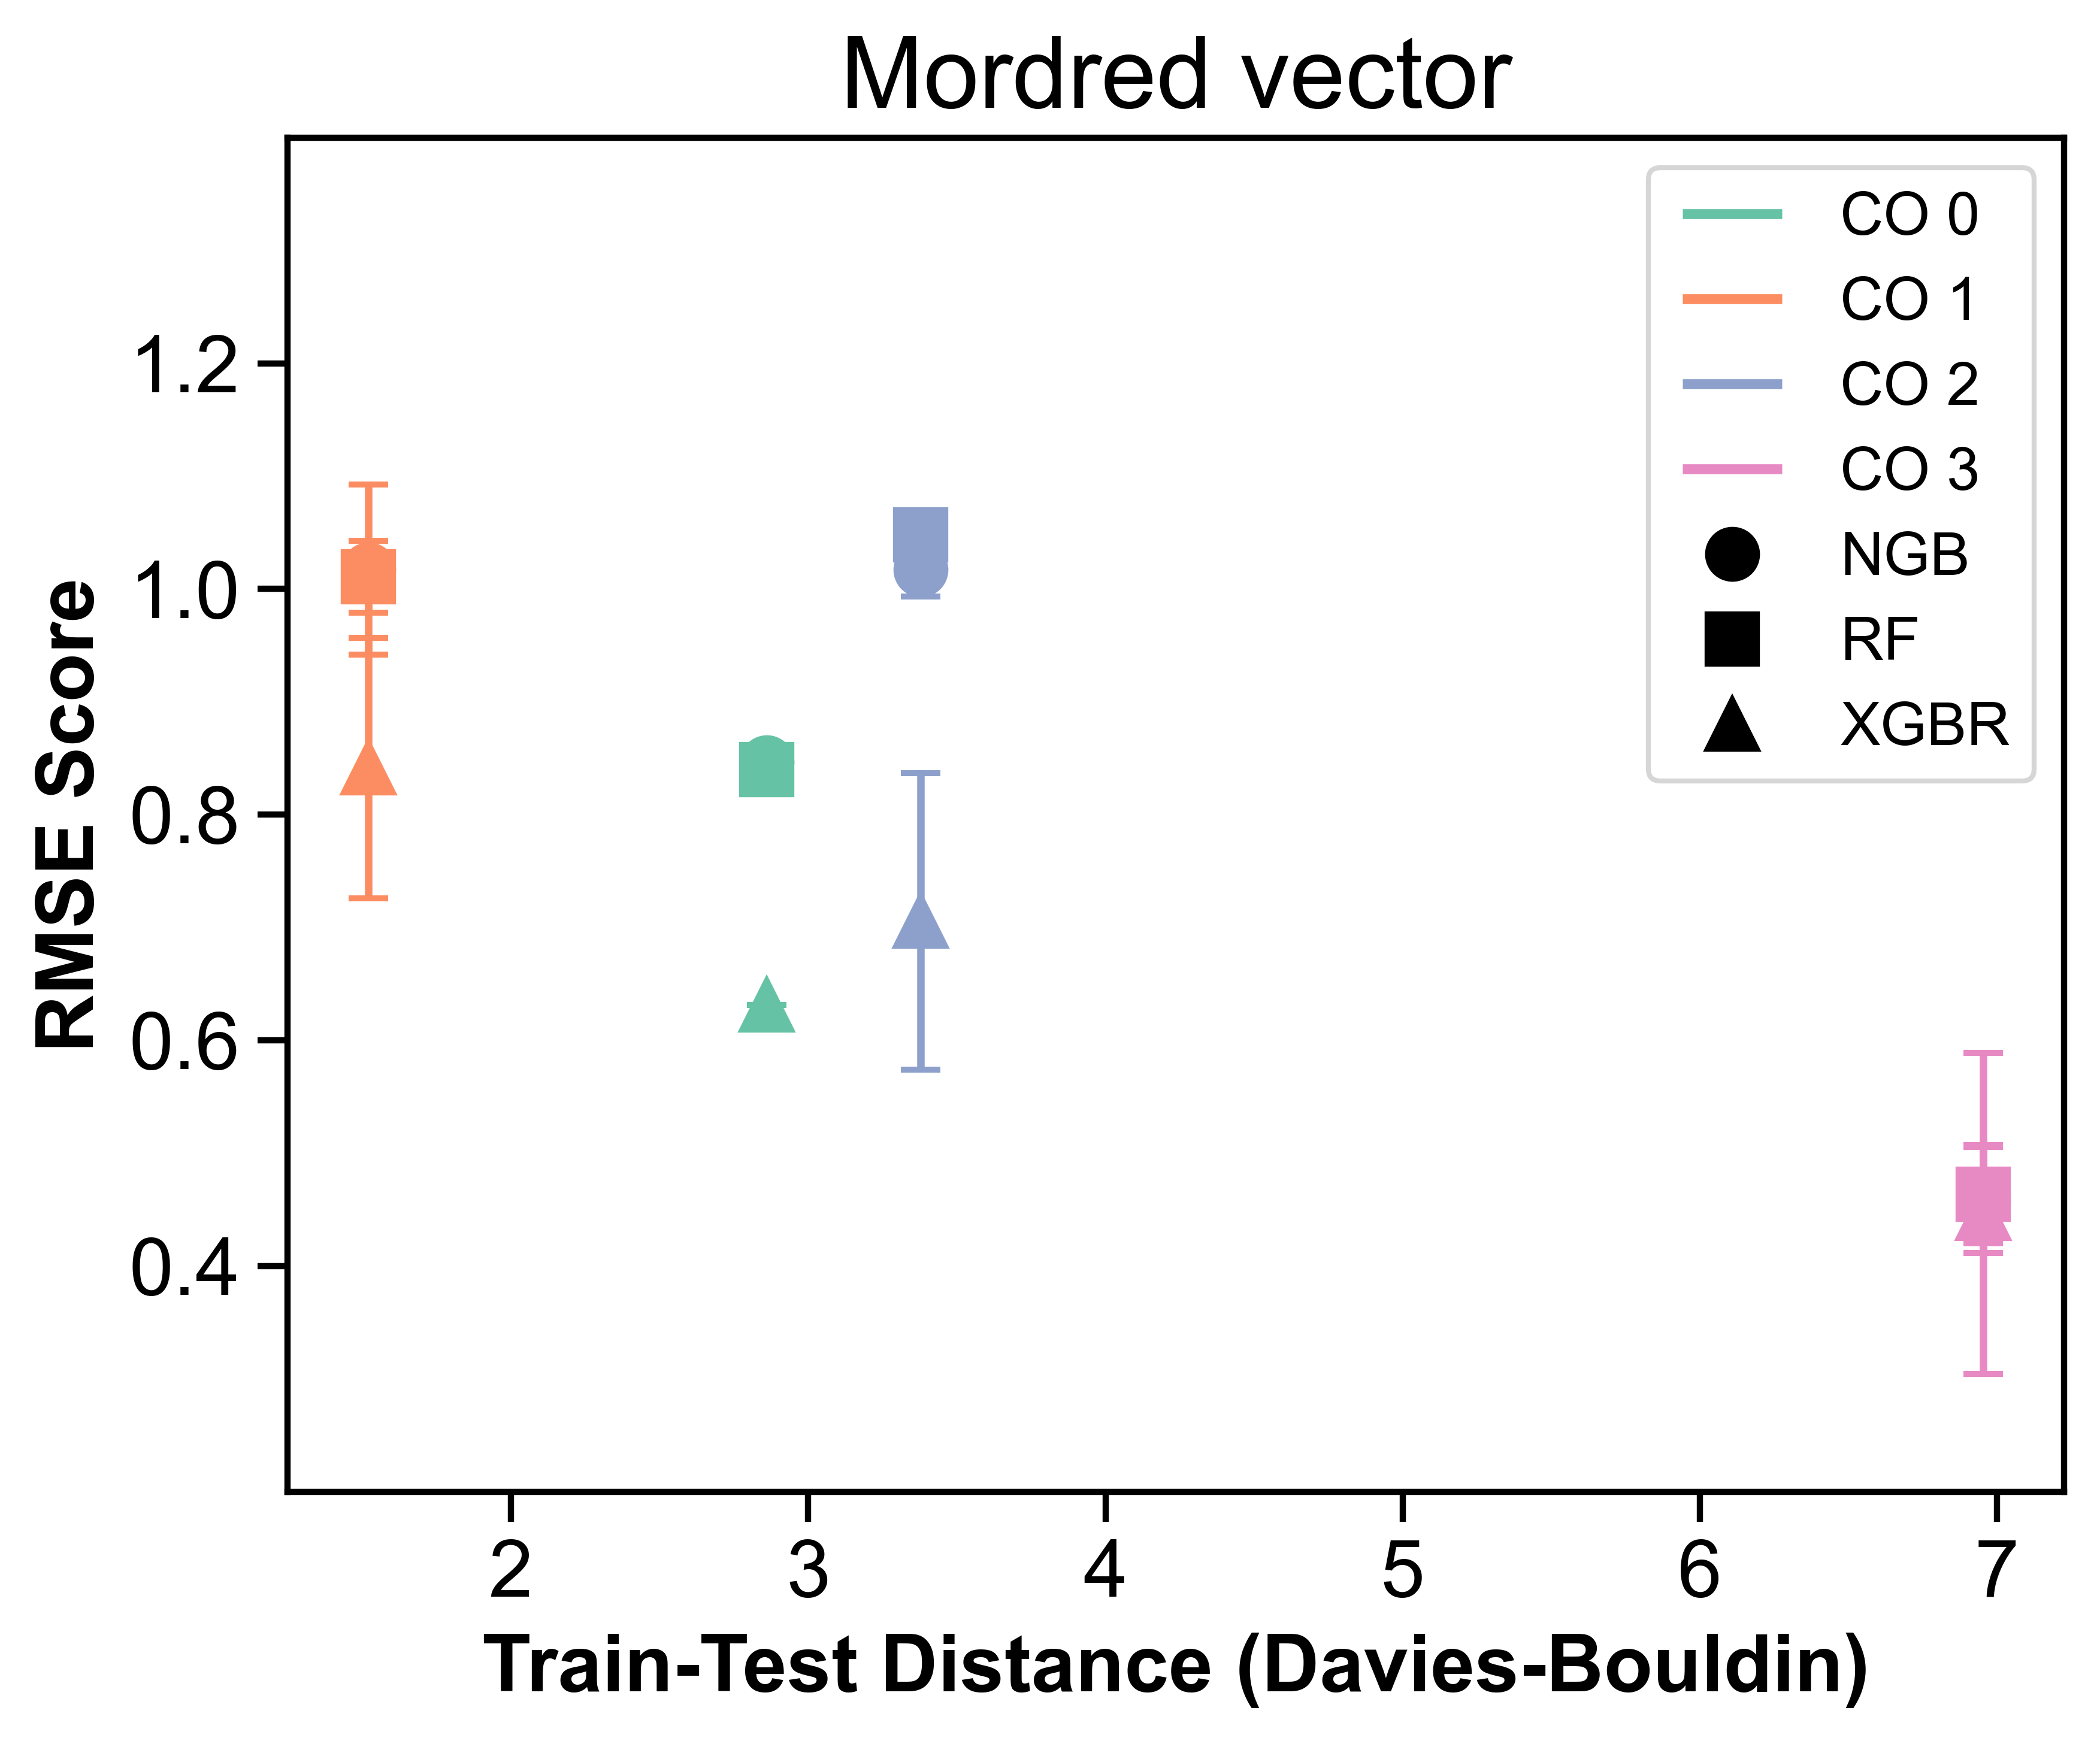 Mordred vector
RMSE Score
1.2
1.0
0.8
0.6
0.4
CO 0
CO 1
CO 2
CO 3
NGB
RF
XGBR
2 3 4 5 6 7
Train-Test Distance (Davies-Bouldin)